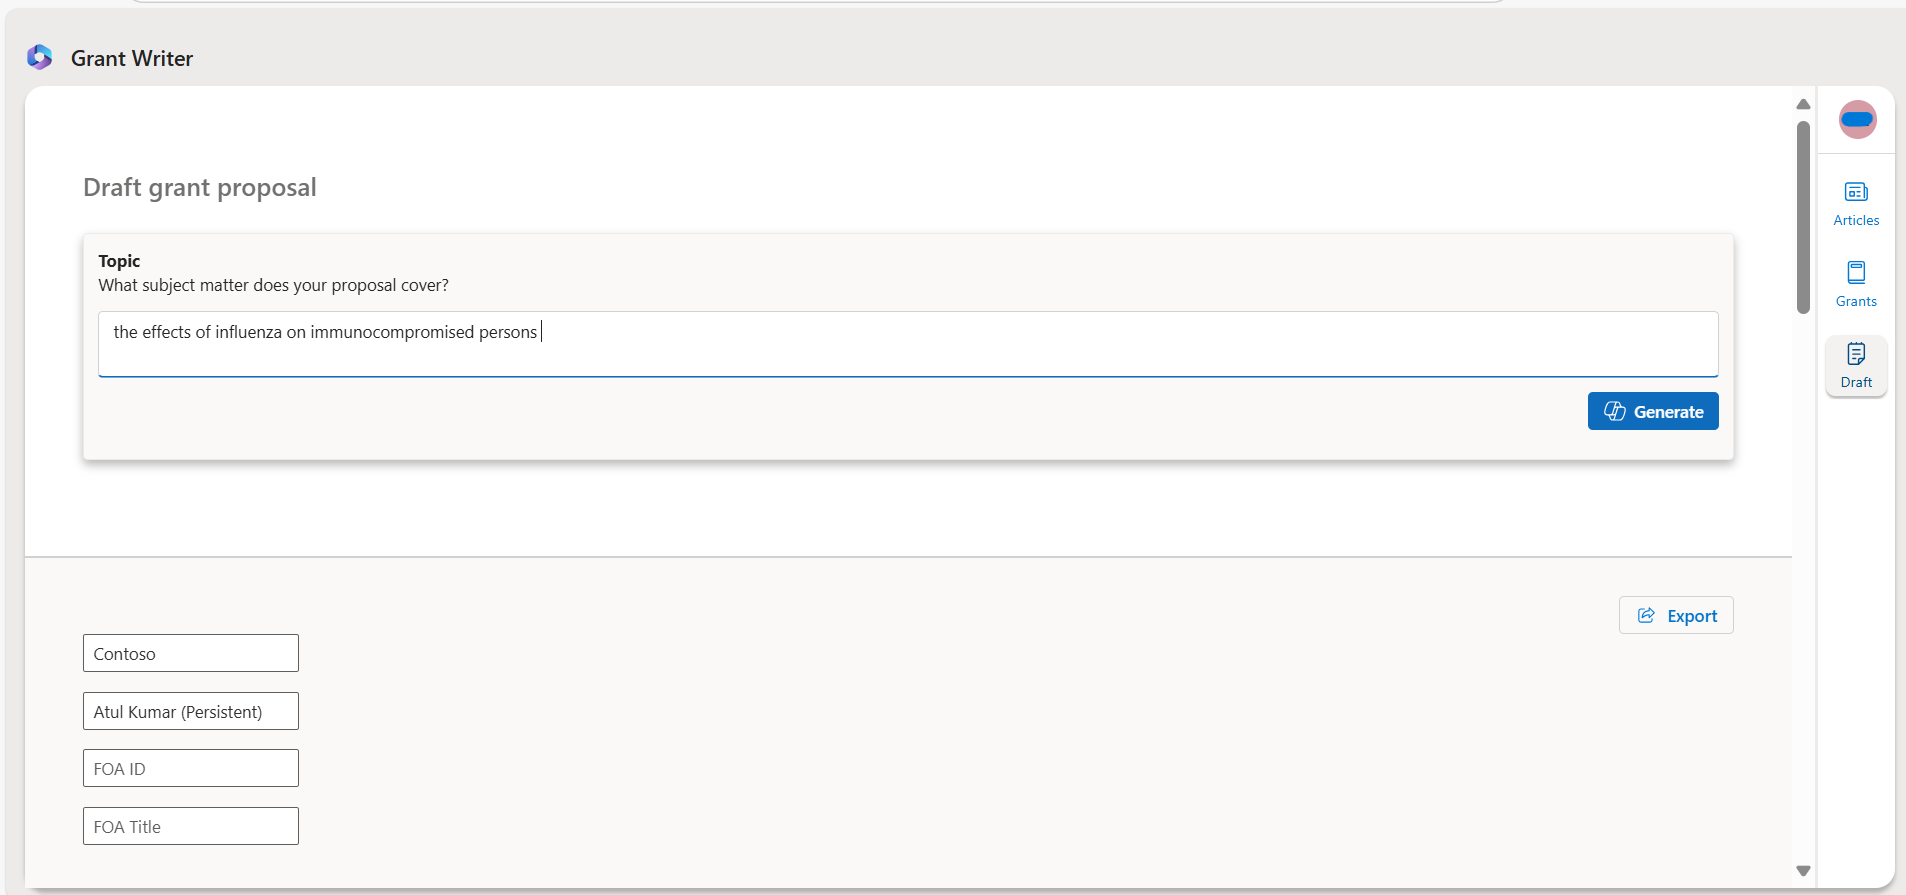 Grant Writer
Draft grant proposal
Topic
What subject matter does your proposal cover?
the effects of influenza on immunocompromised persons
Generate
Export
Contoso
Atul Kumar (Persistent)
FOA ID
FOA Title
Articles
Grants
Draft